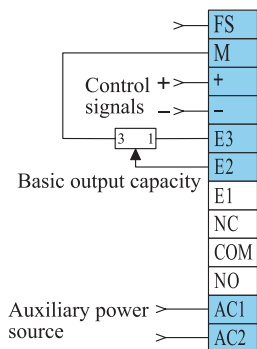 FS
M
Control + +
signals − −
3 1 E3
E2
Basic output capacity
E1
NC
COM
NO
Auxiliary power AC1
source AC2